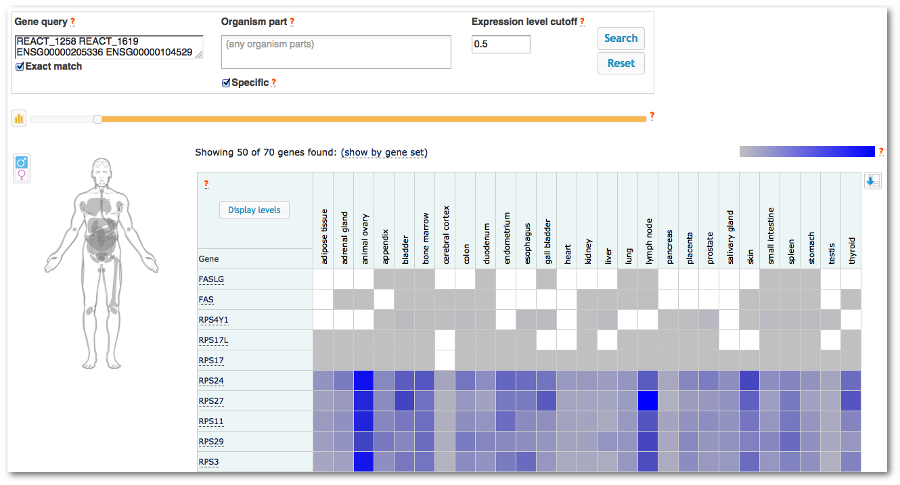 Gene query ? Organism part ? Expression level cutoff ?
REACT_1258 REACT_1619
ENSG00000205336 ENSG00000104529
(any organism parts)
0.5
Search
Exact match
Specific ?
Reset
?
Showing 50 of 70 genes found: (show by gene set)
?
?
Display levels
Gene
adipose tissue
adrenal gland
animal ovary
appendix
bladder
bone marrow
cerebral cortex
colon
duodenum
endometrium
esophagus
gall bladder
heart
kidney
liver
lung
lymph node
pancreas
placenta
prostate
salivary gland
skin
small intestine
spleen
stomach
testis
thyroid
FASLG
FAS
RPS4Y1
RPS17L
RPS17
RPS24
RPS27
RPS11
RPS29
RPS3